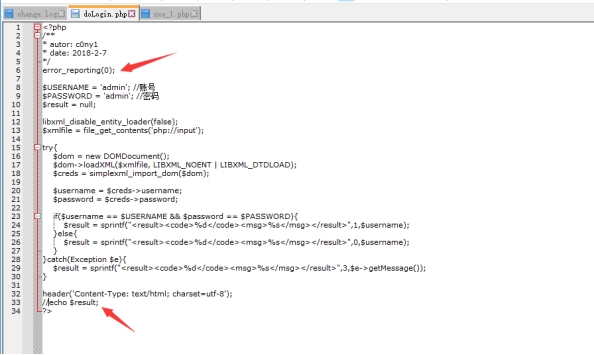 change.log doLogin.php xxe_1.php
1 <?php
2 /**
3 * autor: c0ny1
4 * date: 2018-2-7
5 */
6 error_reporting(0);
7
8 $USERNAME = 'admin'; //账号
9 $PASSWORD = 'admin'; //密码
10 $result = null;
11
12 libxml_disable_entity_loader(false);
13 $xmlfile = file_get_contents('php://input');
14
15 try{
16 $dom = new DOMDocument();
17 $dom->loadXML($xmlfile, LIBXML_NOENT | LIBXML_DTDLOAD);
18 $creds = simplexml_import_dom($dom);
19
20 $username = $creds->username;
21 $password = $creds->password;
22
23 if($username == $USERNAME && $password == $PASSWORD){
24 $result = sprintf("<result><code>%d</code><msg>%s</msg></result>",1,$username);
25 }else{
26 $result = sprintf("<result><code>%d</code><msg>%s</msg></result>",0,$username);
27 }
28 }catch(Exception $e){
29 $result = sprintf("<result><code>%d</code><msg>%s</msg></result>",3,$e->getMessage());
30 }
31
32 header('Content-Type: text/html; charset=utf-8');
33 //echo $result;
34 ?>